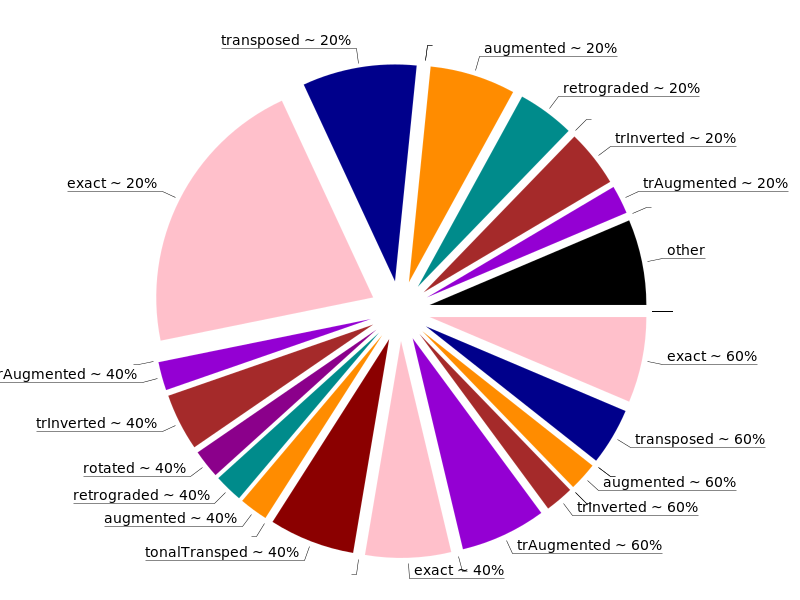 transposed ~ 20%
augmented ~ 20%
retrograded ~ 20%
trInverted ~ 20%
exact ~ 20%
trAugmented ~ 20%
other
exact ~ 60%
rAugmented ~ 40%
trInverted ~ 40%
transposed ~ 60%
rotated ~ 40%
augmented ~ 60%
retrograded ~ 40%
trInverted ~ 60%
augmented ~ 40%
trAugmented ~ 60%
tonalTransped ~ 40%
exact ~ 40%